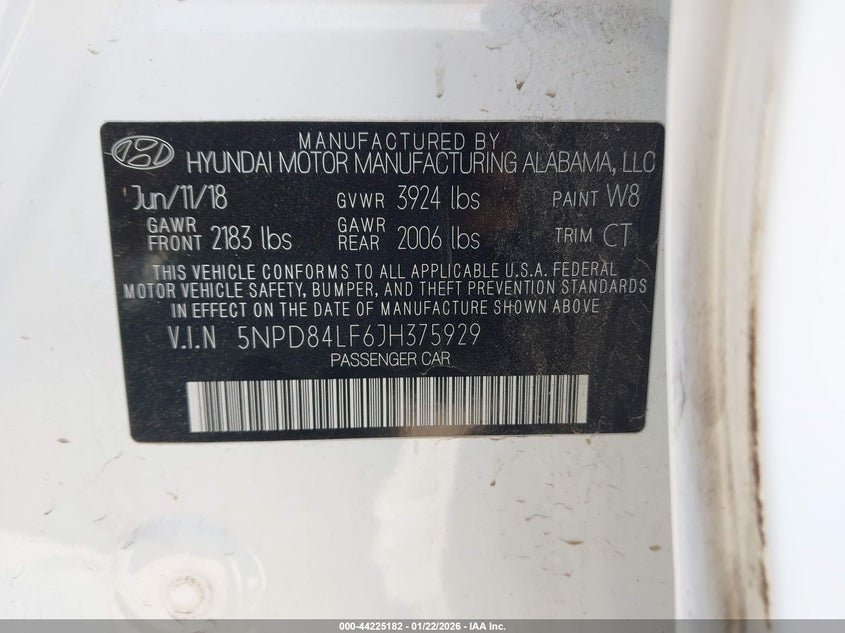 MANUFACTURED BY
HYUNDAI MOTOR MANUFACTURING ALABAMA, LLC
Jun/11/18 GVWR 3924 lbs PAINT W8
GAWR FRONT 2183 lbs GAWR REAR 2006 lbs TRIM CT
THIS VEHICLE CONFORMS TO ALL APPLICABLE U.S.A. FEDERAL
MOTOR VEHICLE SAFETY, BUMPER, AND THEFT PREVENTION STANDARDS
IN EFFECT ON THE DATE OF MANUFACTURE SHOWN ABOVE
V.I.N 5NPD84LF6JH375929
PASSENGER CAR
000-44225182 - 01/22/2026 - IAA Inc.